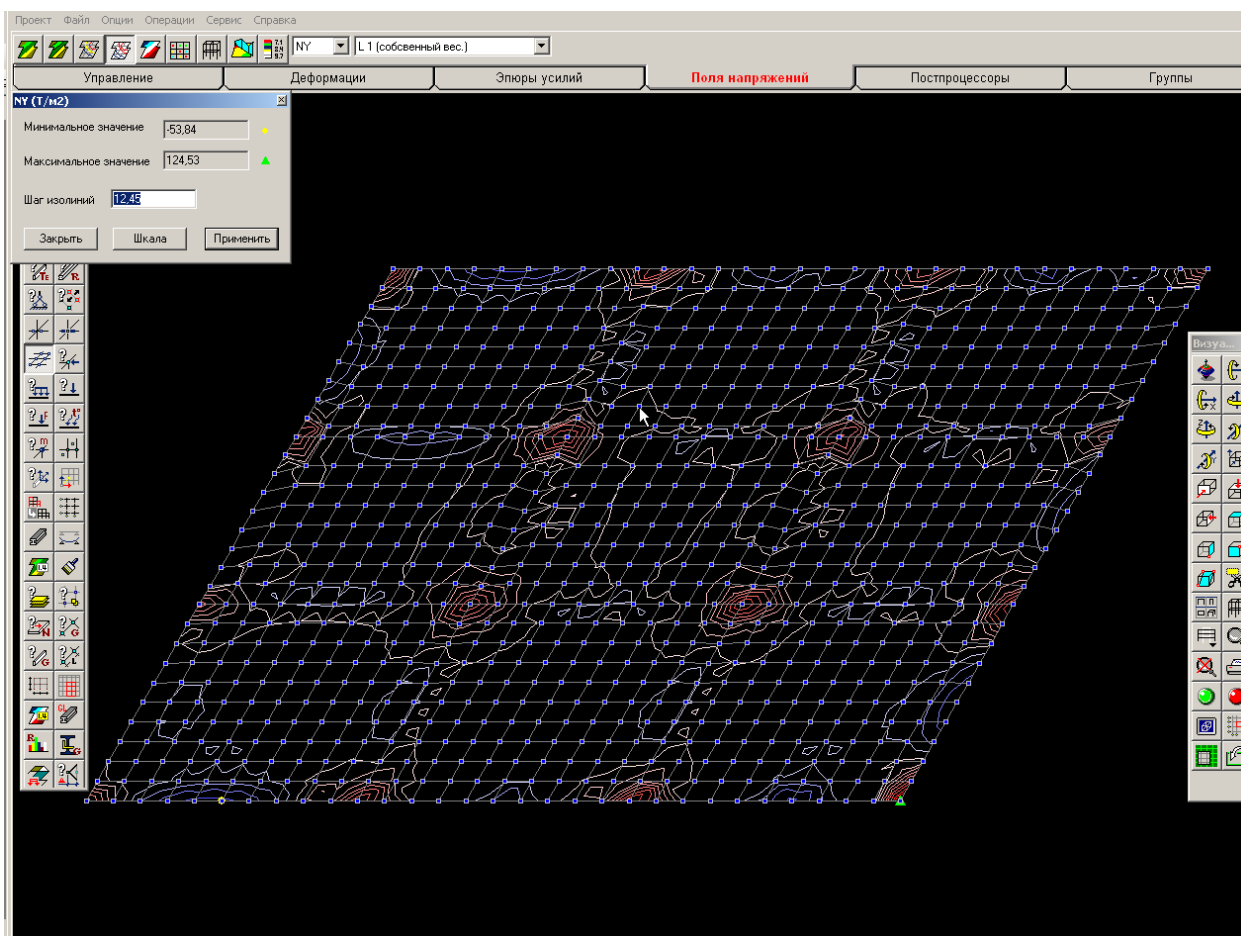 Проект Файл Опции Операции Сервис Справка
NY L 1 (собсвенный вес.)
Управление Деформации Эпюры усилий Поля напряжений Постпроцессоры Группы
NY (Т/м2)
Минимальное значение -53,84
Максимальное значение 124,53
Шаг изолиний 12,45
Закрыть Шкала Применить
Визуа...